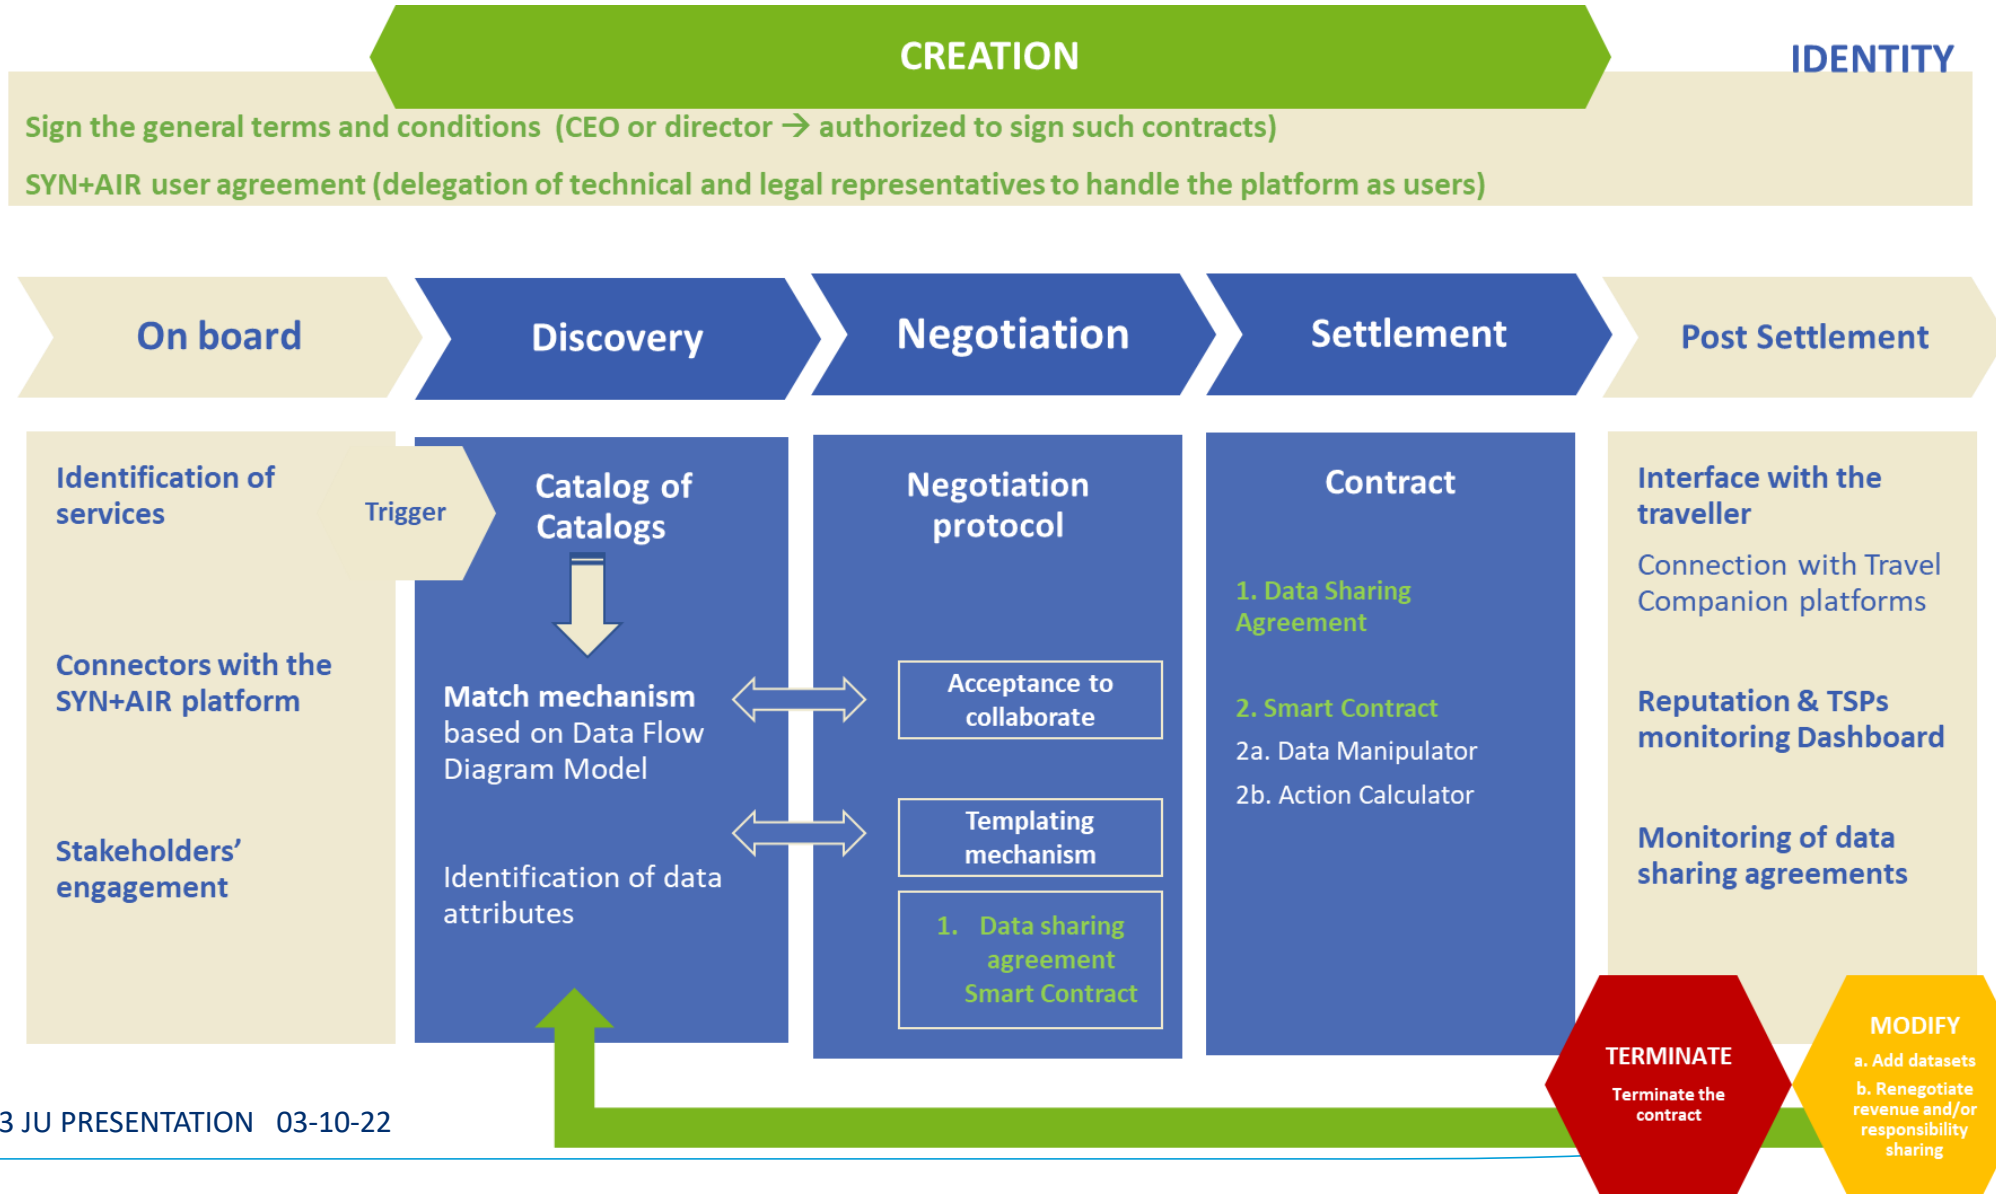 CREATION
IDENTITY
Sign the general terms and conditions (CEO or director → authorized to sign such contracts)
SYN+AIR user agreement (delegation of technical and legal representatives to handle the platform as users)
On board
Discovery
Negotiation
Settlement
Post Settlement
Identification of
services
Connectors with the
SYN+AIR platform
Stakeholders’
engagement
Trigger
Catalog of
Catalogs
Match mechanism
based on Data Flow
Diagram Model
Identification of data
attributes
Negotiation
protocol
Acceptance to
collaborate
Templating
mechanism
1. Data sharing
agreement
Smart Contract
Contract
1. Data Sharing
Agreement
2. Smart Contract
2a. Data Manipulator
2b. Action Calculator
Interface with the
traveller
Connection with Travel
Companion platforms
Reputation & TSPs
monitoring Dashboard
Monitoring of data
sharing agreements
TERMINATE
Terminate the
contract
MODIFY
a. Add datasets
b. Renegotiate
revenue and/or
responsibility
sharing
3 JU PRESENTATION 03-10-22